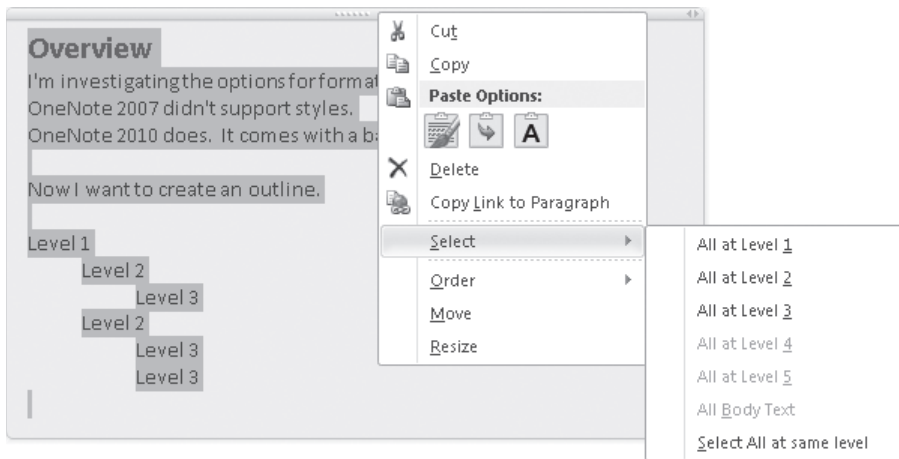 Overview
I'm investigating the options for format
OneNote 2007 didn't support styles.
OneNote 2010 does. It comes with a ba
Now I want to create an outline.
Level 1
Level 2
Level 3
Level 2
Level 3
Level 3
Cut
Copy
Paste Options:
A
Delete
Copy Link to Paragraph
Select
Order
Move
Resize
All at Level 1
All at Level 2
All at Level 3
All at Level 4
All at Level 5
All Body Text
Select All at same level